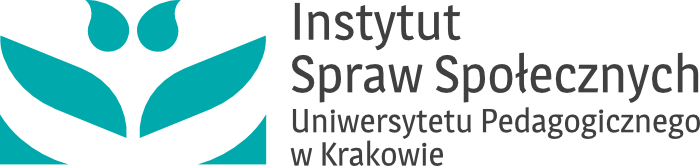 Instytut
Spraw Społecznych
Uniwersytetu Pedagogicznego
w Krakowie